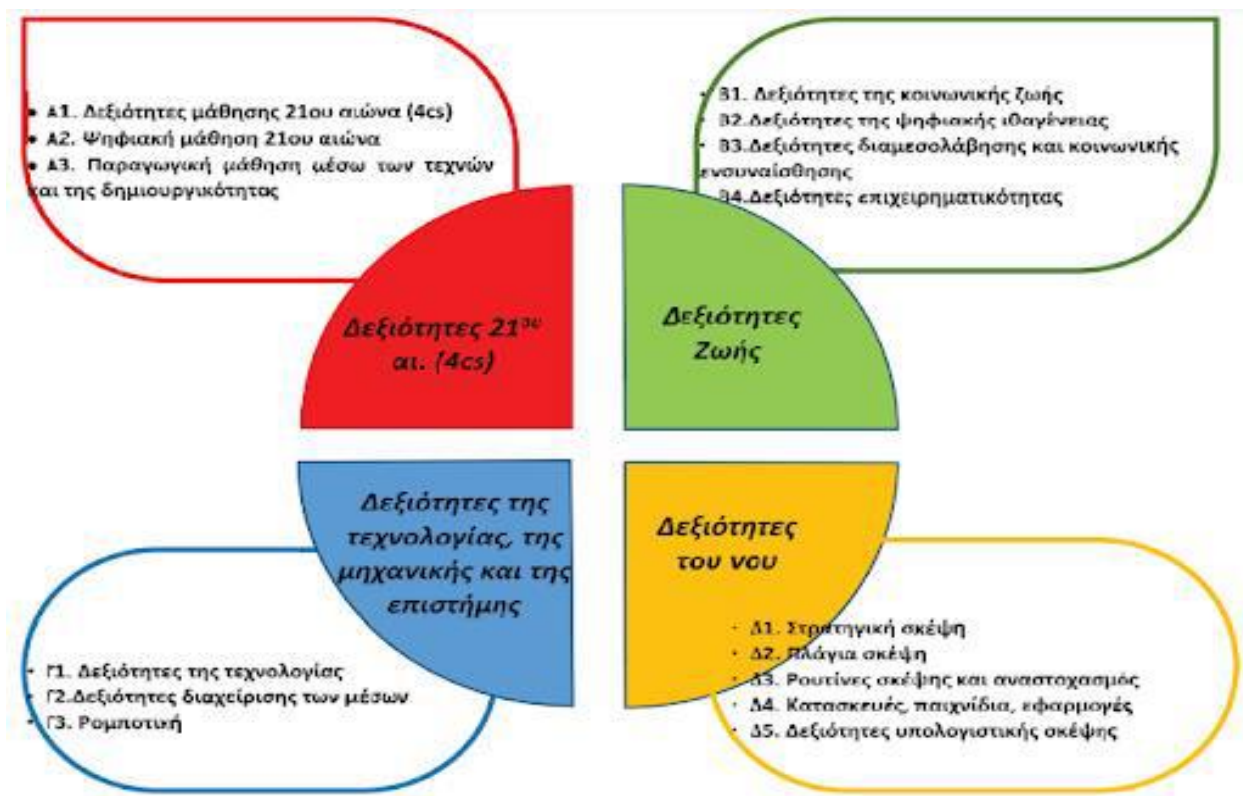 • Α1. Δεξιότητες μάθησης 21ου αιώνα (4cs)
• Α2. Ψηφιακή μάθηση 21ου αιώνα
• Α3. Παραγωγική μάθηση μέσω των τεχνών
και της δημιουργικότητας
· Β1. Δεξιότητες της κοινωνικής ζωής
· Β2.Δεξιότητες της ψηφιακής ιθαγένειας
· Β3.Δεξιότητες διαμεσολάβησης και κοινωνικής
ενσυναίσθησης
Β4.Δεξιότητες επιχειρηματικότητας
Δεξιότητες 21ου
αι. (4cs)
Δεξιότητες
Ζωής
Δεξιότητες της
τεχνολογίας, της
μηχανικής και της
επιστήμης
Δεξιότητες
του νου
· Γ1. Δεξιότητες της τεχνολογίας
· Γ2.Δεξιότητες διαχείρισης των μέσων
· Γ3. Ρομποτική
· Δ1. Στρατηγική σκέψη
· Δ2. Πλάγια σκέψη
· Δ3. Ρουτίνες σκέψης και αναστοχασμός
· Δ4. Κατασκευές, παιχνίδια, εφαρμογές
· Δ5. Δεξιότητες υπολογιστικής σκέψης